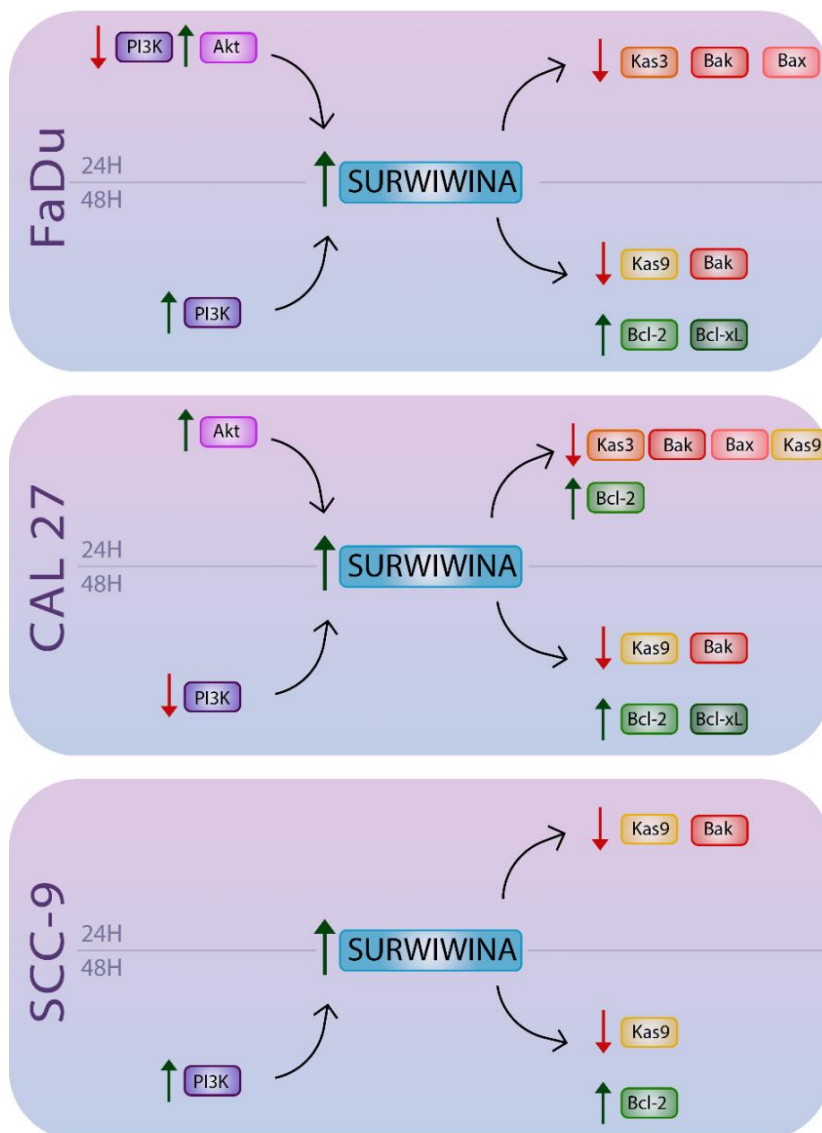 PI3K Akt
Kas3 Bak Bax
FaDu
24H
SURWIWINA
48H
Kas9 Bak
PI3K
Bcl-2 Bcl-xL
Akt
Kas3 Bak Bax Kas9
Bcl-2
CAL 27
24H
SURWIWINA
48H
Kas9 Bak
PI3K
Bcl-2 Bcl-xL
Kas9 Bak
SCC-9
24H
SURWIWINA
48H
Kas9
PI3K
Bcl-2